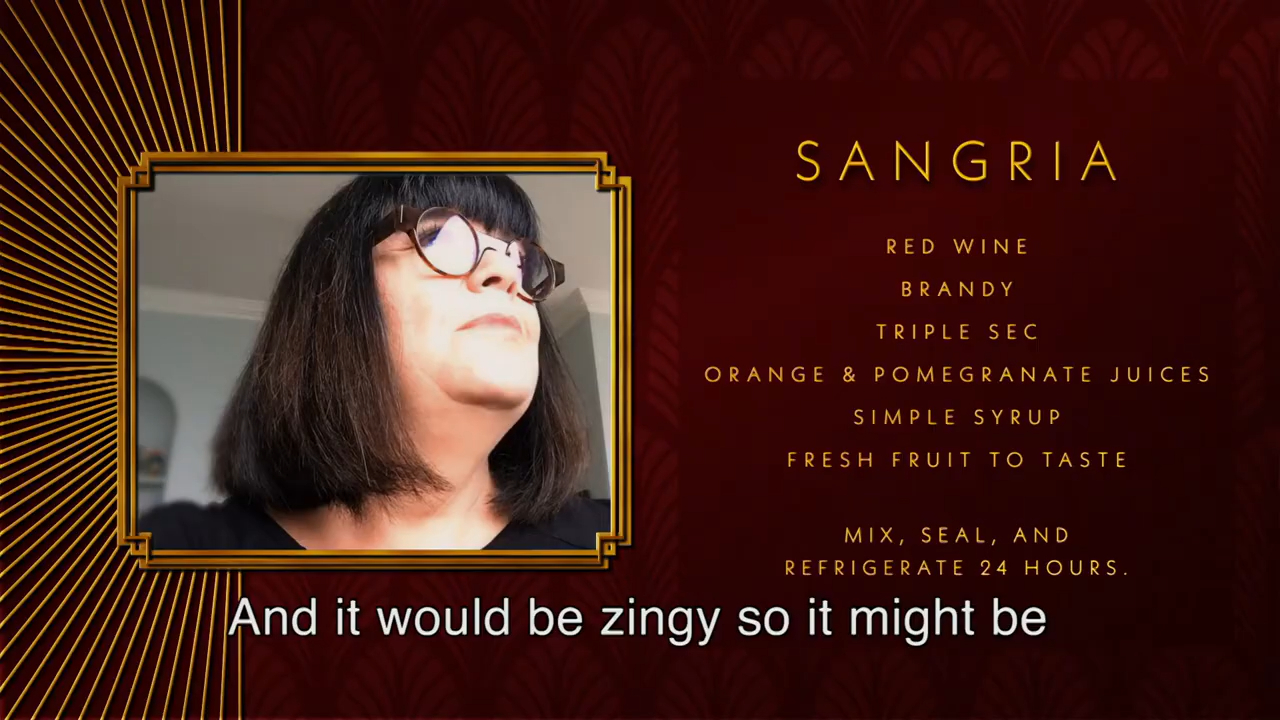 SANGRIA
RED WINE
BRANDY
TRIPLE SEC
ORANGE & POMEGRANATE JUICES
SIMPLE SYRUP
FRESH FRUIT TO TASTE
MIX, SEAL, AND
REFRIGERATE 24 HOURS.
And it would be zingy so it might be